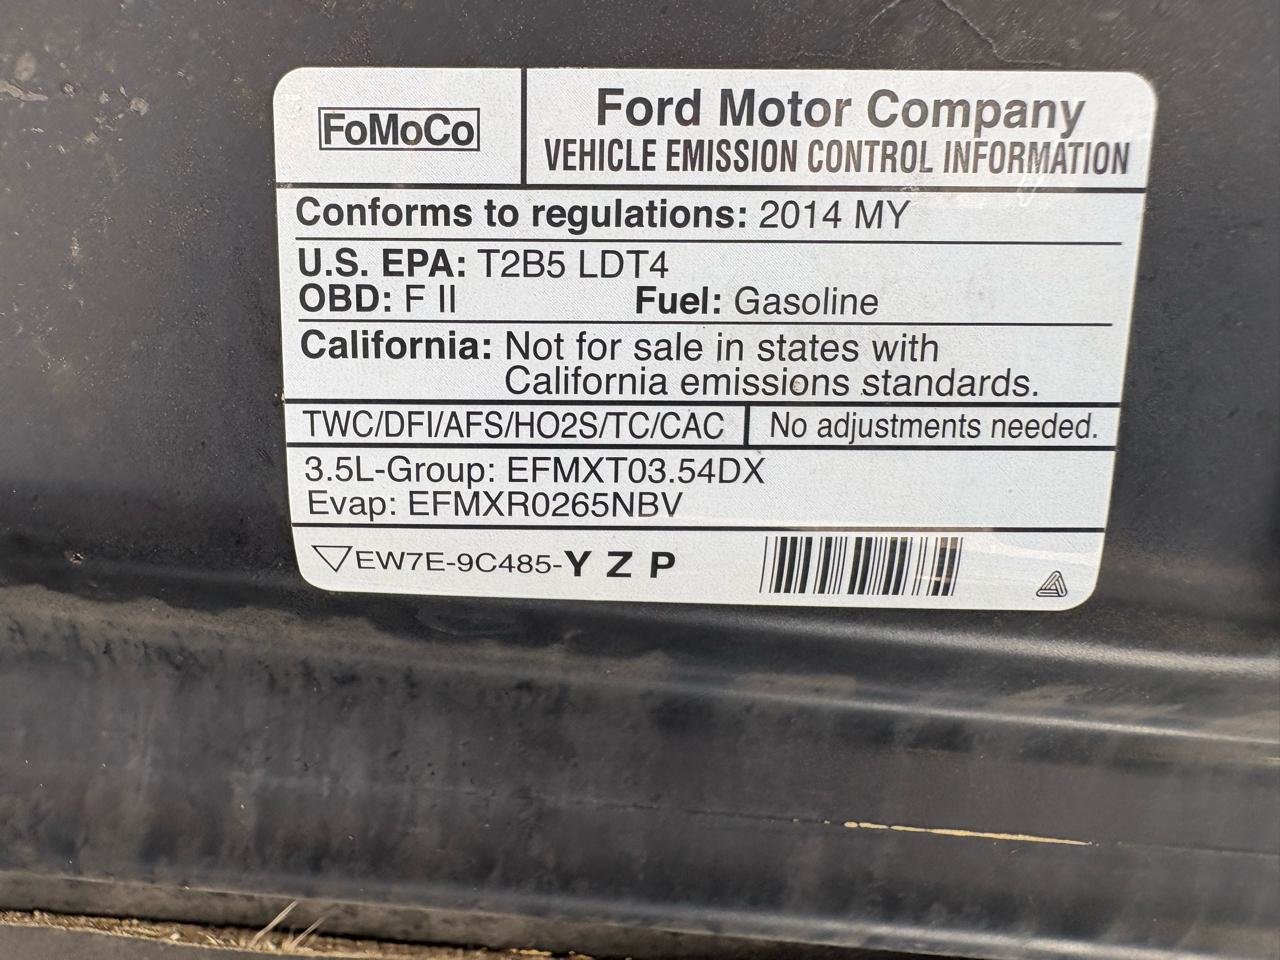 FoMoCo
Ford Motor Company
VEHICLE EMISSION CONTROL INFORMATION
Conforms to regulations: 2014 MY
U.S. EPA: T2B5 LDT4
OBD: F II Fuel: Gasoline
California: Not for sale in states with
California emissions standards.
TWC/DFI/AFS/HO2S/TC/CAC No adjustments needed.
3.5L-Group: EFMXT03.54DX
Evap: EFMXR0265NBV
▽EW7E-9C485-Y Z P